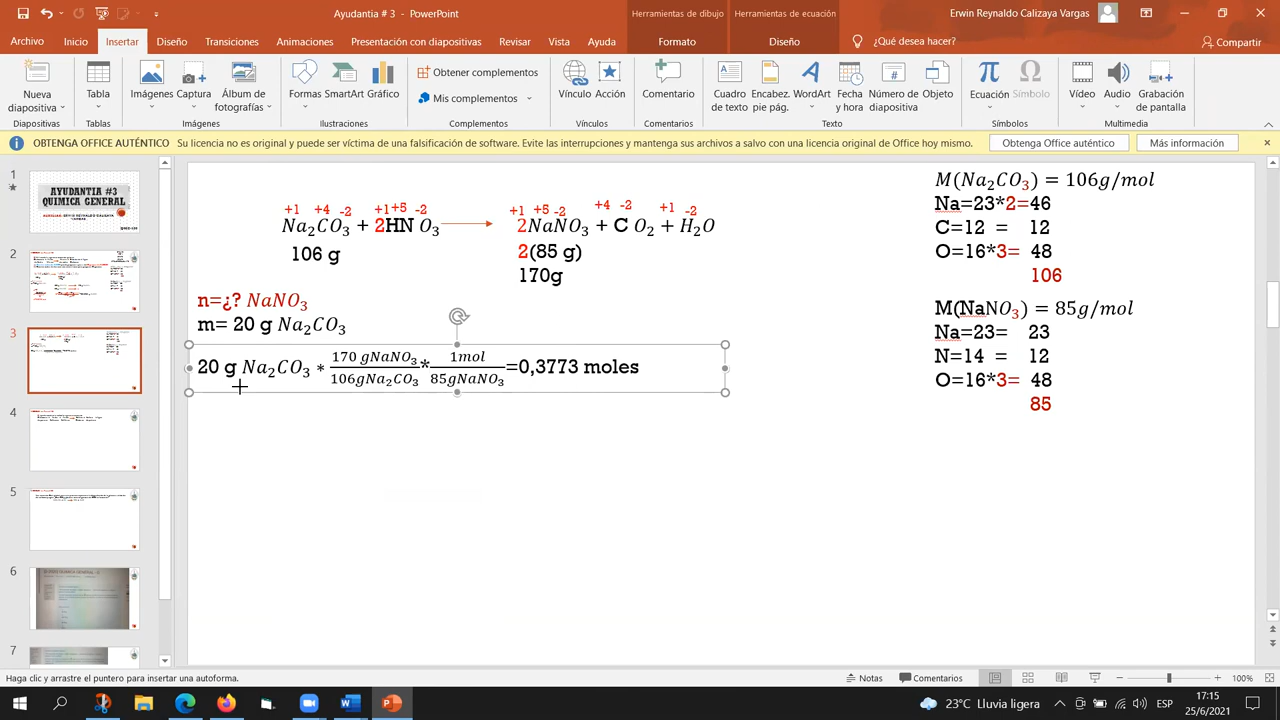 Ayudantia # 3 - PowerPoint
Herramientas de dibujo
Herramientas de ecuación
Erwin Reynaldo Calizaya Vargas
Archivo Inicio Insertar Diseño Transiciones Animaciones Presentación con diapositivas Revisar Vista Ayuda Formato Diseño ¿Qué desea hacer? Compartir
Nueva diapositiva
Tabla
Imágenes
Captura
Álbum de fotografías
Formas
SmartArt
Gráfico
Obtener complementos
Mis complementos
Vínculo
Acción
Comentario
Cuadro de texto
Encabez. pie pág.
WordArt
Fecha y hora
Número de diapositiva
Objeto
Ecuación
Símbolo
Vídeo
Audio
Grabación de pantalla
Diapositivas Tablas Imágenes Ilustraciones Complementos Vínculos Comentarios Texto Símbolos Multimedia
OBTENGA OFFICE AUTÉNTICO Su licencia no es original y puede ser víctima de una falsificación de software. Evite las interrupciones y mantenga sus archivos a salvo con una licencia original de Office hoy mismo. Obtenga Office auténtico Más información
1
AYUDANTIA #3
QUIMICA GENERAL
2
3
4
5
6
7
+1 +4 -2 +1 +5 -2 +1 +5 -2 +4 -2 +1 -2
Na₂CO₃ + 2HN O₃ → 2NaNO₃ + C O₂ + H₂O
106 g 2(85 g)
170g
n=¿? NaNO₃
m= 20 g Na₂CO₃
20 g Na₂CO₃ * 170 gNaNO₃/106gNa₂CO₃ * 1mol/85gNaNO₃ =0,3773 moles
M(Na₂CO₃) = 106g/mol
Na=23*2=46
C=12 = 12
O=16*3= 48
106
M(NaNO₃) = 85g/mol
Na=23= 23
N=14 = 12
O=16*3= 48
85
Haga clic y arrastre el puntero para insertar una autoforma.
Notas Comentarios 100%
23°C Lluvia ligera ESP 17:15
25/6/2021